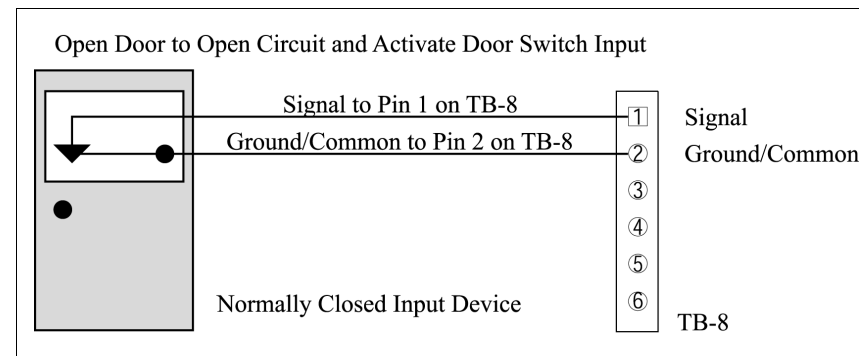 Open Door to Open Circuit and Activate Door Switch Input
Signal to Pin 1 on TB-8
1 Signal
Ground/Common to Pin 2 on TB-8
2 Ground/Common
3
4
5
6
Normally Closed Input Device
TB-8